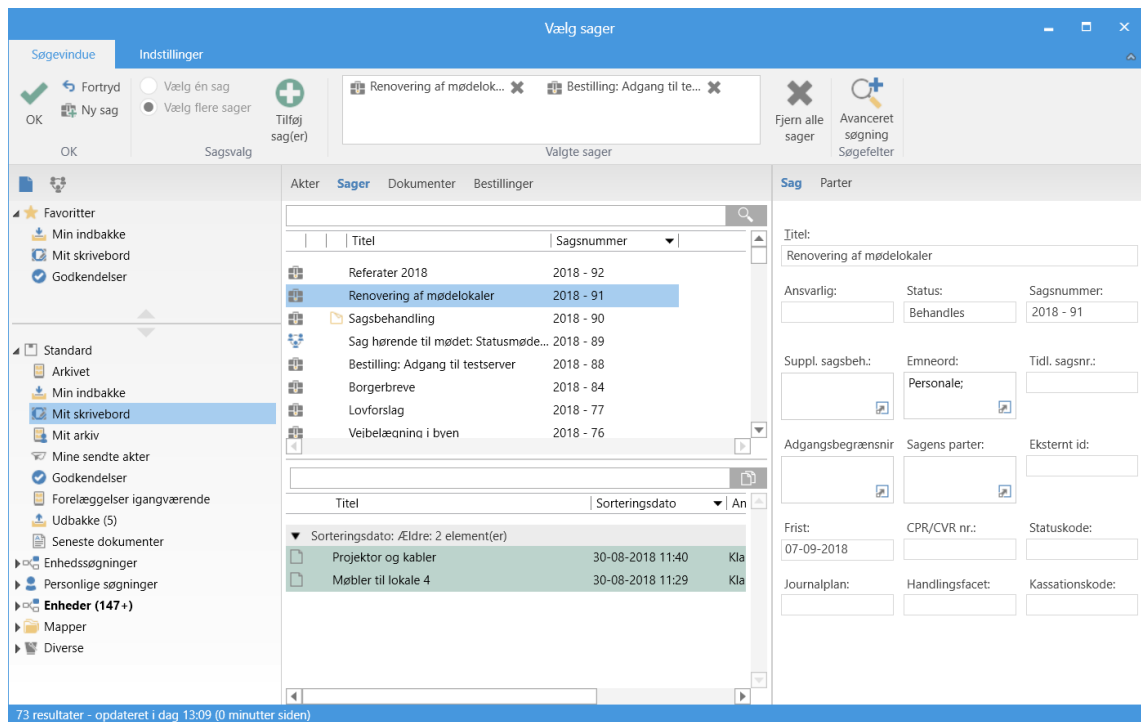 Vælg sager
Søgevindue Indstillinger
OK
Fortryd
Ny sag
OK
Vælg én sag
Vælg flere sager
Sagsvalg
Tilføj
sag(er)
Renovering af mødelok... Bestilling: Adgang til te...
Valgte sager
Fjern alle
sager
Avanceret
søgning
Søgefelter
Favoritter
Min indbakke
Mit skrivebord
Godkendelser
Standard
Arkivet
Min indbakke
Mit skrivebord
Mit arkiv
Mine sendte akter
Godkendelser
Forelæggelser igangværende
Udbakke (5)
Seneste dokumenter
Enhedssøgninger
Personlige søgninger
Enheder (147+)
Mapper
Diverse
Akter Sager Dokumenter Bestillinger
Titel Sagsnummer
Referater 2018 2018 - 92
Renovering af mødelokaler 2018 - 91
Sagsbehandling 2018 - 90
Sag hørende til mødet: Statusmøde... 2018 - 89
Bestilling: Adgang til testserver 2018 - 88
Borgerbreve 2018 - 84
Lovforslag 2018 - 77
Vejbelægning i byen 2018 - 76
Titel Sorteringsdato An
Sorteringsdato: Ældre: 2 element(er)
Projektor og kabler 30-08-2018 11:40 Kla
Møbler til lokale 4 30-08-2018 11:29 Kla
Sag Parter
Titel:
Renovering af mødelokaler
Ansvarlig: Status: Sagsnummer:
Behandles 2018 - 91
Suppl. sagsbeh.: Emneord: Tidl. sagsnr.:
Personale;
Adgangsbegrænsnir Sagens parter: Eksternt id:
Frist: CPR/CVR nr.: Statuskode:
07-09-2018
Journalplan: Handlingsfacet: Kassationskode:
73 resultater - opdateret i dag 13:09 (0 minutter siden)